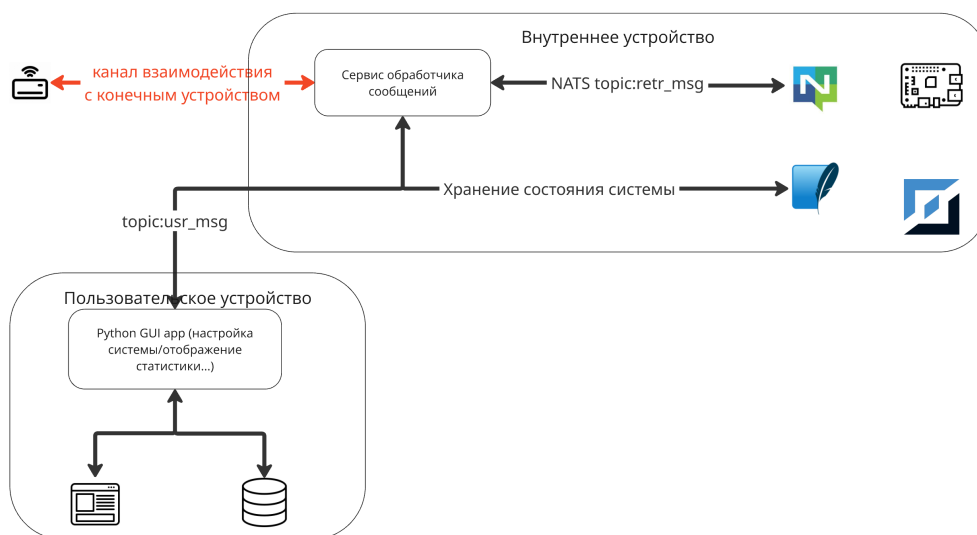 Внутреннее устройство
канал взаимодействия
с конечным устройством
Сервис обработчика
сообщений
NATS topic:retr_msg
Хранение состояния системы
topic:usr_msg
Пользовательское устройство
Python GUI app (настройка
системы/отображение
статистики...)